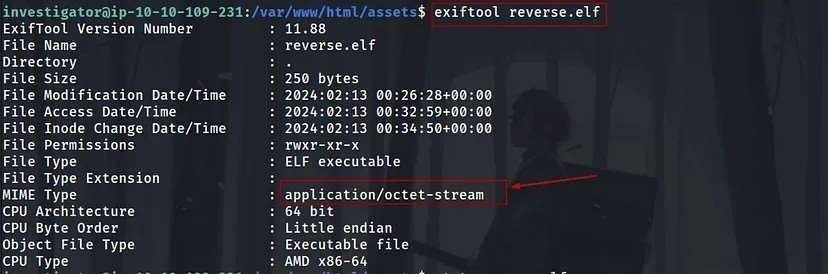 investigator@ip-10-10-109-231:/var/www/html/assets$ exiftool reverse.elf
ExifTool Version Number : 11.88
File Name : reverse.elf
Directory : .
File Size : 250 bytes
File Modification Date/Time : 2024:02:13 00:26:28+00:00
File Access Date/Time : 2024:02:13 00:32:59+00:00
File Inode Change Date/Time : 2024:02:13 00:34:50+00:00
File Permissions : rwxr-xr-x
File Type : ELF executable
File Type Extension :
MIME Type : application/octet-stream
CPU Architecture : 64 bit
CPU Byte Order : Little endian
Object File Type : Executable file
CPU Type : AMD x86-64